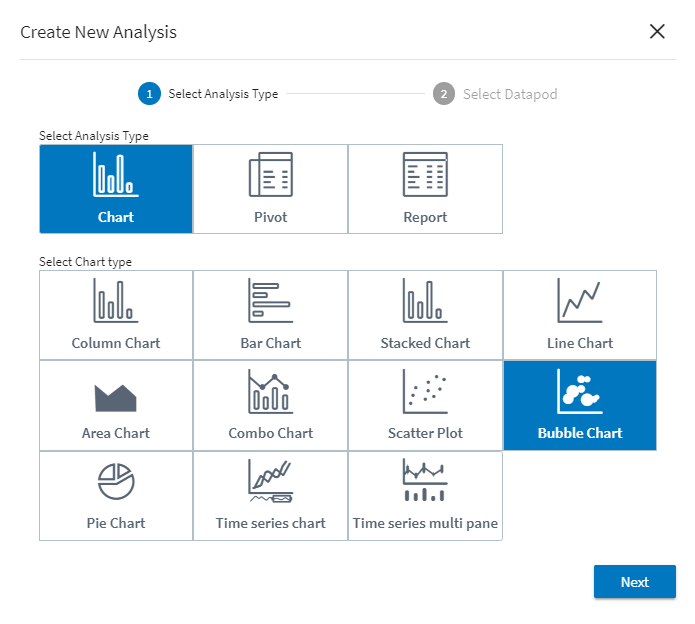 Create New Analysis
1 Select Analysis Type 2 Select Datapod
Select Analysis Type
Chart Pivot Report
Select Chart type
Column Chart Bar Chart Stacked Chart Line Chart
Area Chart Combo Chart Scatter Plot Bubble Chart
Pie Chart Time series chart Time series multi pane
Next